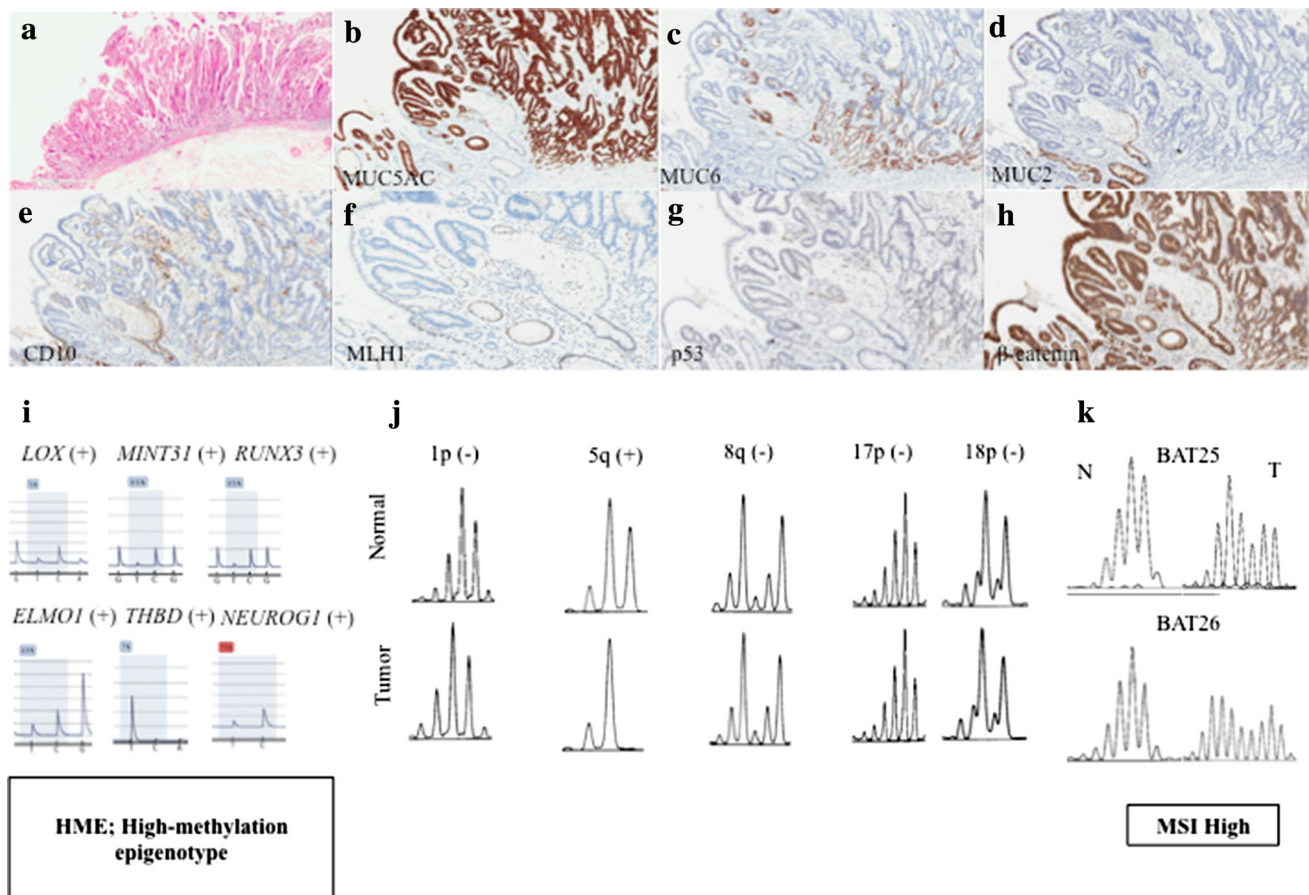 a
b
c
d
MUC5AC
MUC6
MUC2
e
f
g
h
CD10
MLH1
p53
β-catenin
i
LOX (+) MINT31 (+) RUNX3 (+)
G T C A
G T C G
G T C G
ELMO1 (+) THBD (+) NEUROG1 (+)
7%
T C G
T C A
T C
HME; High-methylation
epigenotype
j
1p (-) 5q (+) 8q (-) 17p (-) 18p (-)
Normal
Tumor
k
BAT25
N T
BAT26
MSI High